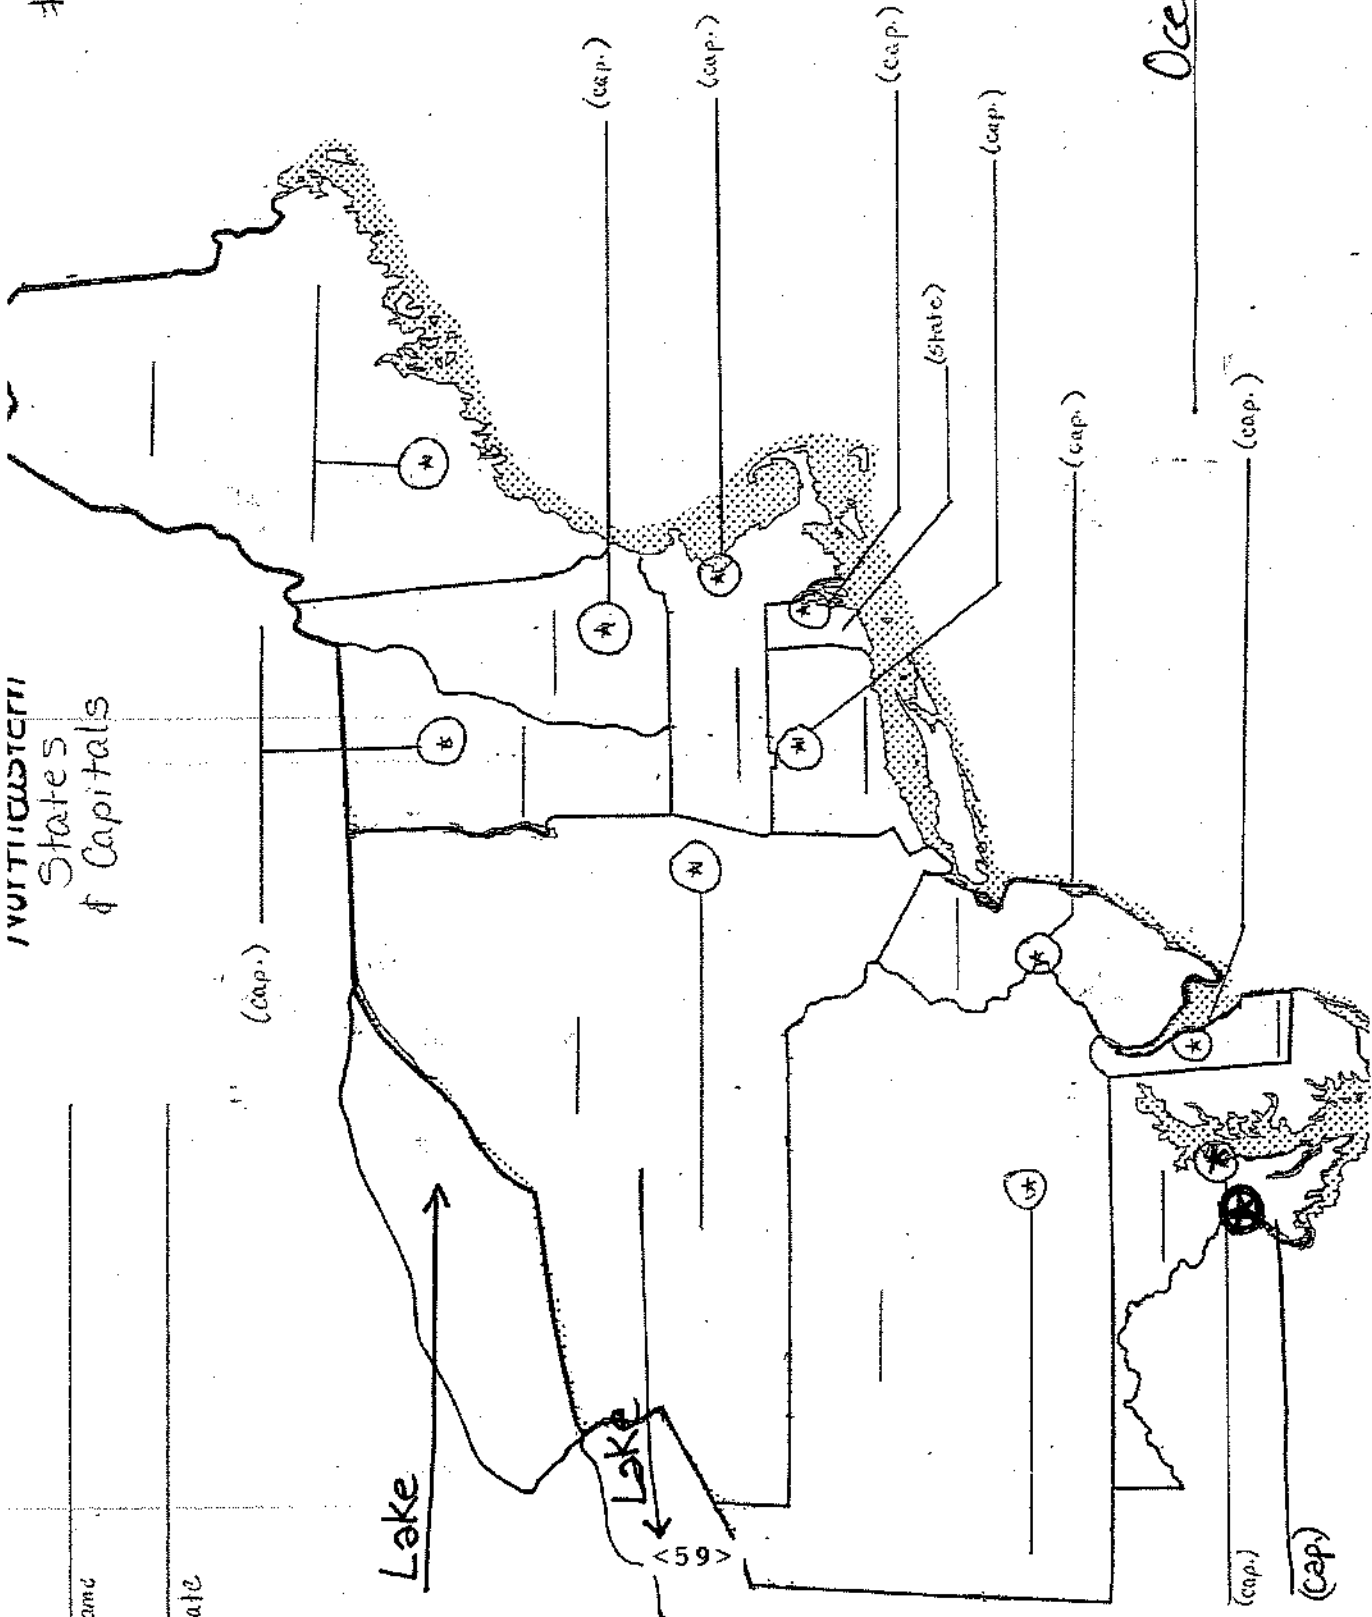 #
Northeastern
States
& Capitals
ame
ate
(cap.)
(cap.)
(cap.)
(cap.)
(State)
(cap.)
(cap.)
(cap.)
Oce
Lake
Lake
<59>
(cap.)
(cap.)